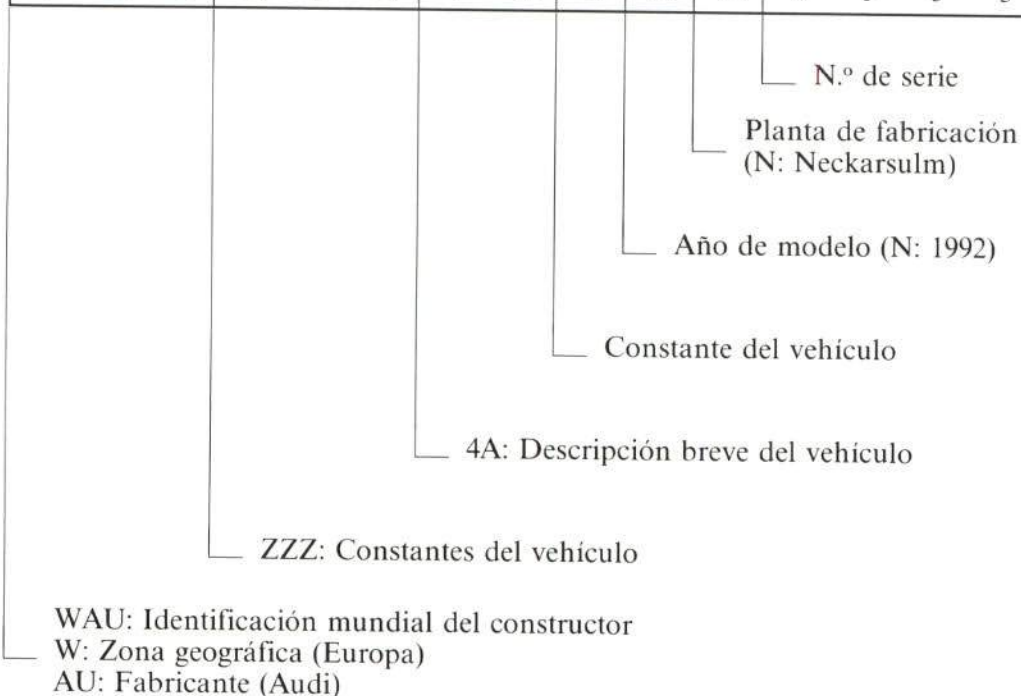 N.º de serie
Planta de fabricación
(N: Neckarsulm)
Año de modelo (N: 1992)
Constante del vehículo
4A: Descripción breve del vehículo
ZZZ: Constantes del vehículo
WAU: Identificación mundial del constructor
W: Zona geográfica (Europa)
AU: Fabricante (Audi)